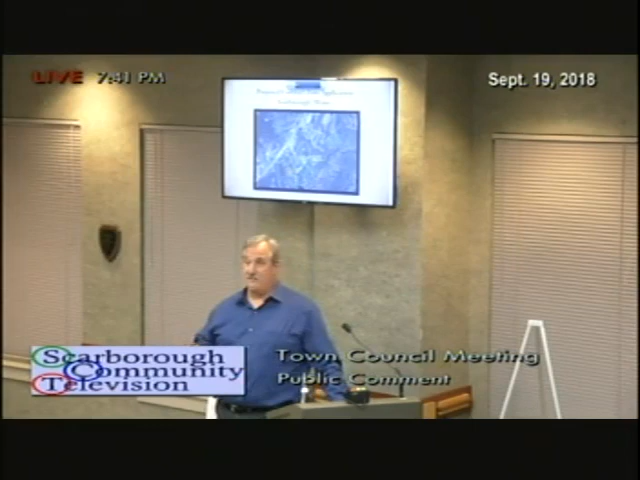 LIVE 7:41 PM
Sept. 19, 2018
Scarborough
Community
Television
Town Council Meeting
Public Comment